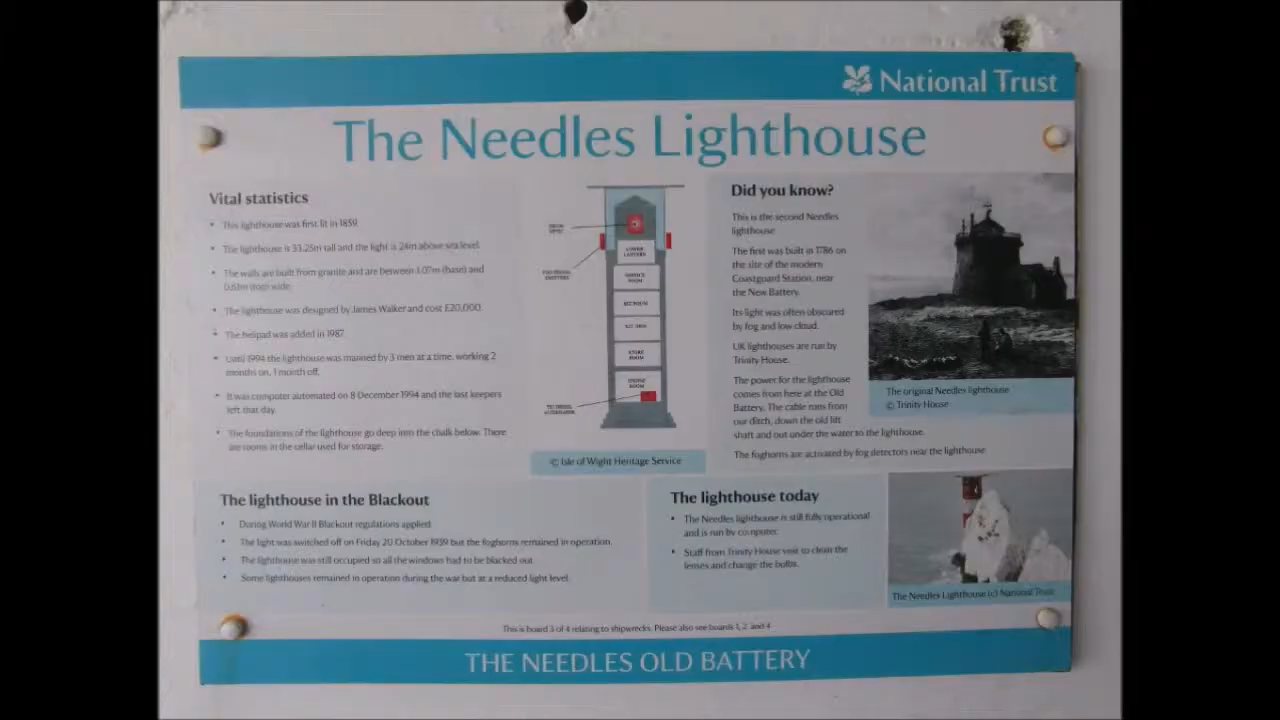 National Trust
The Needles Lighthouse
Vital statistics
• This lighthouse was first lit in 1859.
• The lighthouse is 33.25m tall and the light is 24m above sea level.
• The walls are built from granite and are between 1.07m (base) and
(top) wide.
• The lighthouse was designed by James Walker and cost £20,000.
• The helipad was added in 1987.
• Until 1994 the lighthouse was manned by 3 men at a time, working 2
months on, 1 month off.
• It was computer automated on 8 December 1994 and the last keepers
left that day.
• The foundations of the lighthouse go deep into the chalk below. There
are rooms in the cellar used for storage.
LOWER
SERVICE
ROOM
BEDROOM
STORE
ROOM
ENGINE
ROOM
© Isle of Wight Heritage Service
Did you know?
This is the second Needles
lighthouse
The first was built in 1786 on
the site of the modern
Coastguard Station, near
the New Battery.
Its light was often obscured
by fog and low cloud.
UK lighthouses are run by
Trinity House.
The power for the lighthouse
comes from here at the Old
Battery. The cable runs from
our ditch, down the old lift
shaft and out under the water to the lighthouse.
The foghorns are activated by fog detectors near the lighthouse
The original Needles lighthouse
© Trinity House
The lighthouse in the Blackout
• During World War II Blackout regulations applied.
• The light was switched off on Friday 20 October 1939 but the foghorns remained in operation.
• The lighthouse was still occupied so all the windows had to be blacked out.
• Some lighthouses remained in operation during the war but at a reduced light level.
The lighthouse today
• The Needles lighthouse is still fully operational
and is run by computer.
• Staff from Trinity House visit to clean the
lenses and change the bulbs.
The Needles Lighthouse (c) National Trust
This is board 3 of 4 relating to shipwrecks. Please also see boards 1, 2 and 4
THE NEEDLES OLD BATTERY